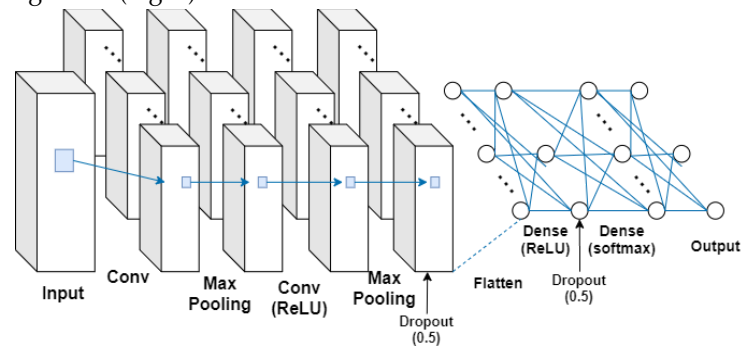 Input
Conv
Max
Pooling
Conv
(ReLU)
Max
Pooling
Dropout
(0.5)
Flatten
Dense
(ReLU)
Dropout
(0.5)
Dense
(softmax)
Output